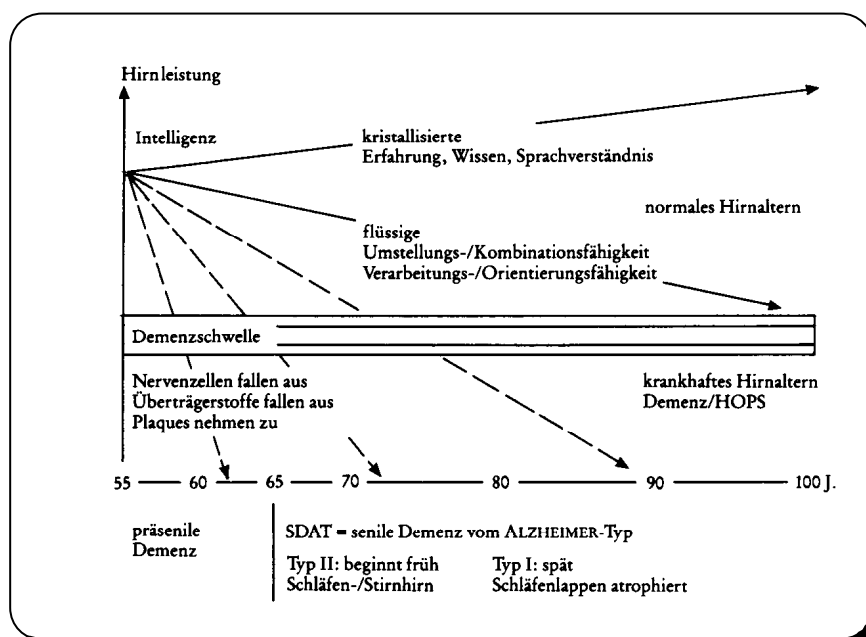 Hirnleistung
Intelligenz
kristallisierte
Erfahrung, Wissen, Sprachverständnis
normales Hirnaltern
flüssige
Umstellungs-/Kombinationsfähigkeit
Verarbeitungs-/Orientierungsfähigkeit
Demenzschwelle
Nervenzellen fallen aus
Überträgerstoffe fallen aus
Plaques nehmen zu
krankhaftes Hirnaltern
Demenz/HOPS
55 60 65 70 80 90 100 J.
präsenile
Demenz
SDAT = senile Demenz vom ALZHEIMER-Typ
Typ II: beginnt früh
Schläfen-/Stirnhirn
Typ I: spät
Schläfenlappen atrophiert